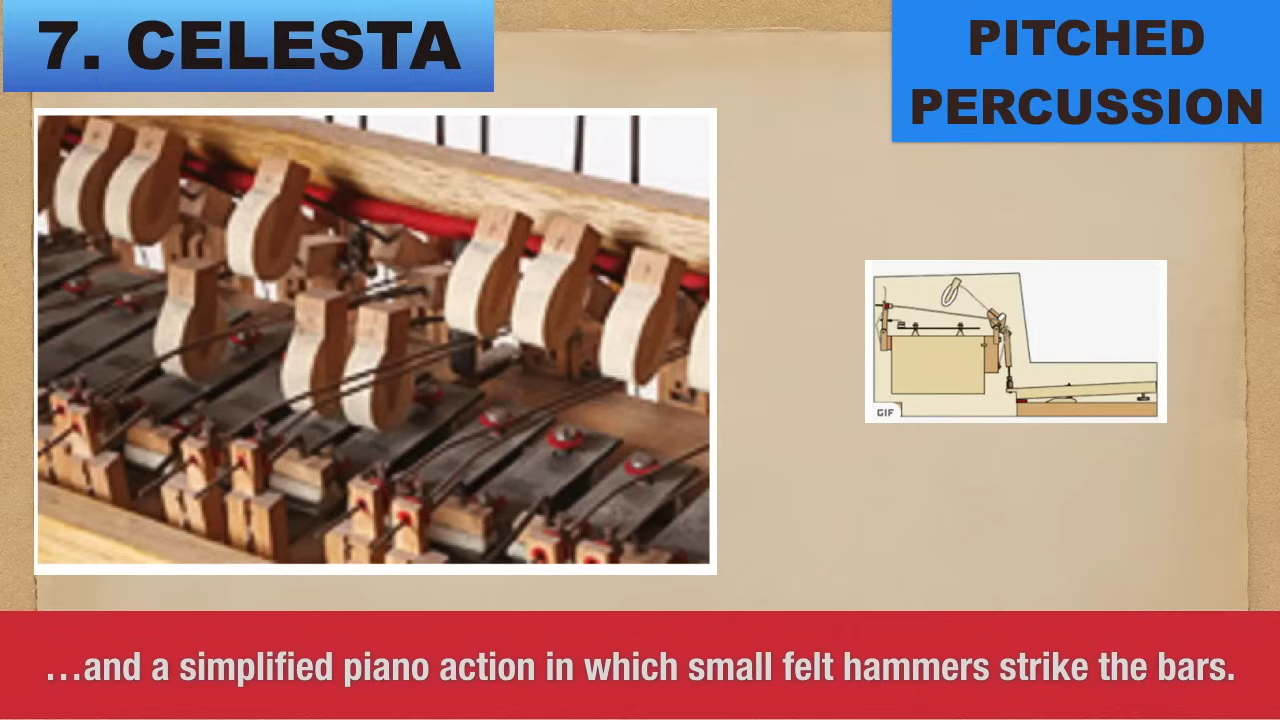 7. CELESTA
PITCHED
PERCUSSION
GIF
…and a simplified piano action in which small felt hammers strike the bars.